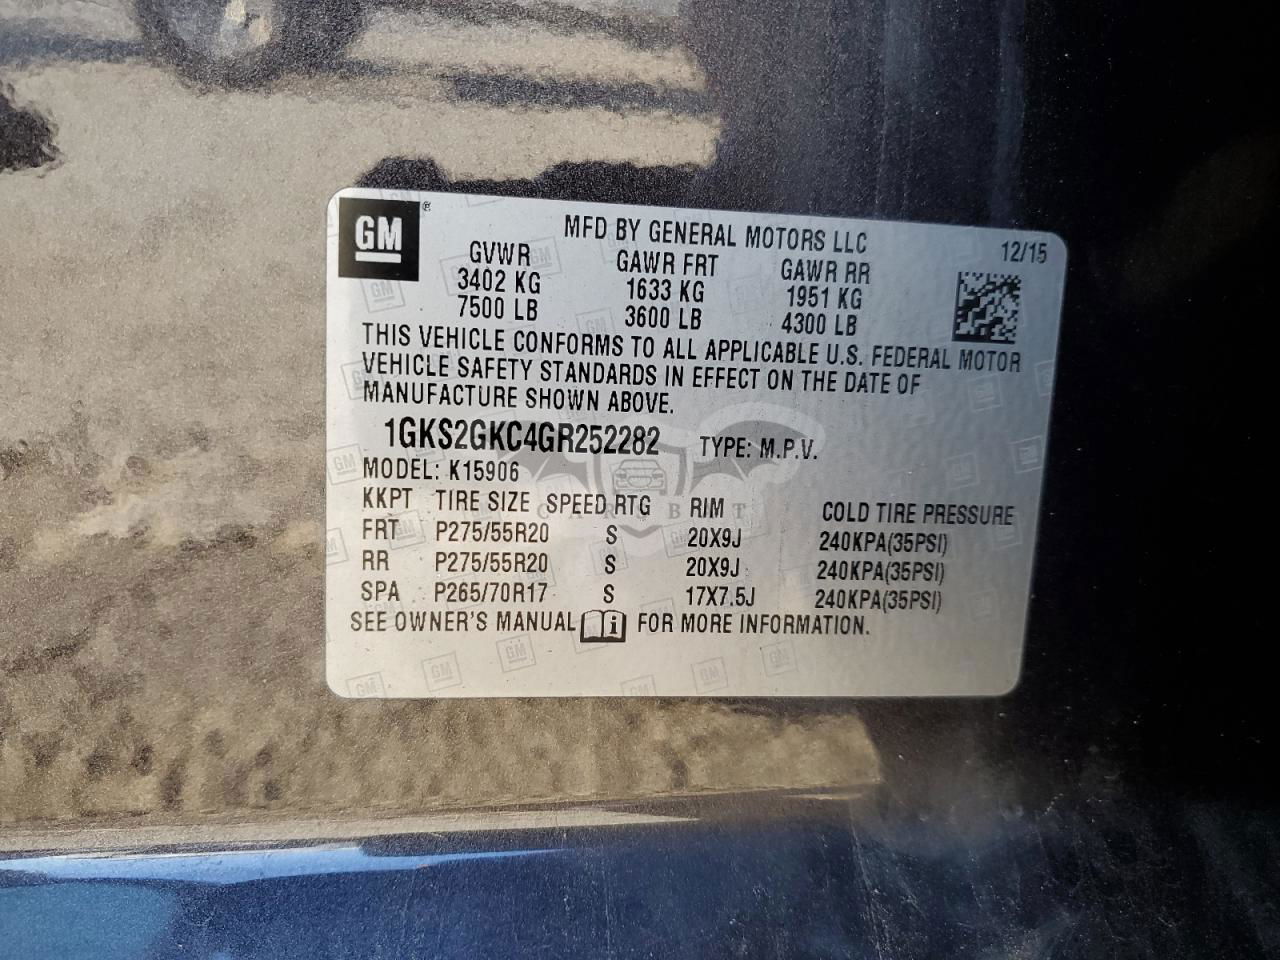 GM ®
MFD BY GENERAL MOTORS LLC 12/15
GVWR GAWR FRT GAWR RR
3402 KG 1633 KG 1951 KG
7500 LB 3600 LB 4300 LB
THIS VEHICLE CONFORMS TO ALL APPLICABLE U.S. FEDERAL MOTOR
VEHICLE SAFETY STANDARDS IN EFFECT ON THE DATE OF
MANUFACTURE SHOWN ABOVE.
1GKS2GKC4GR252282 TYPE: M.P.V.
MODEL: K15906
KKPT TIRE SIZE SPEED RTG RIM COLD TIRE PRESSURE
FRT P275/55R20 S 20X9J 240KPA(35PSI)
RR P275/55R20 S 20X9J 240KPA(35PSI)
SPA P265/70R17 S 17X7.5J 240KPA(35PSI)
SEE OWNER'S MANUAL i FOR MORE INFORMATION.